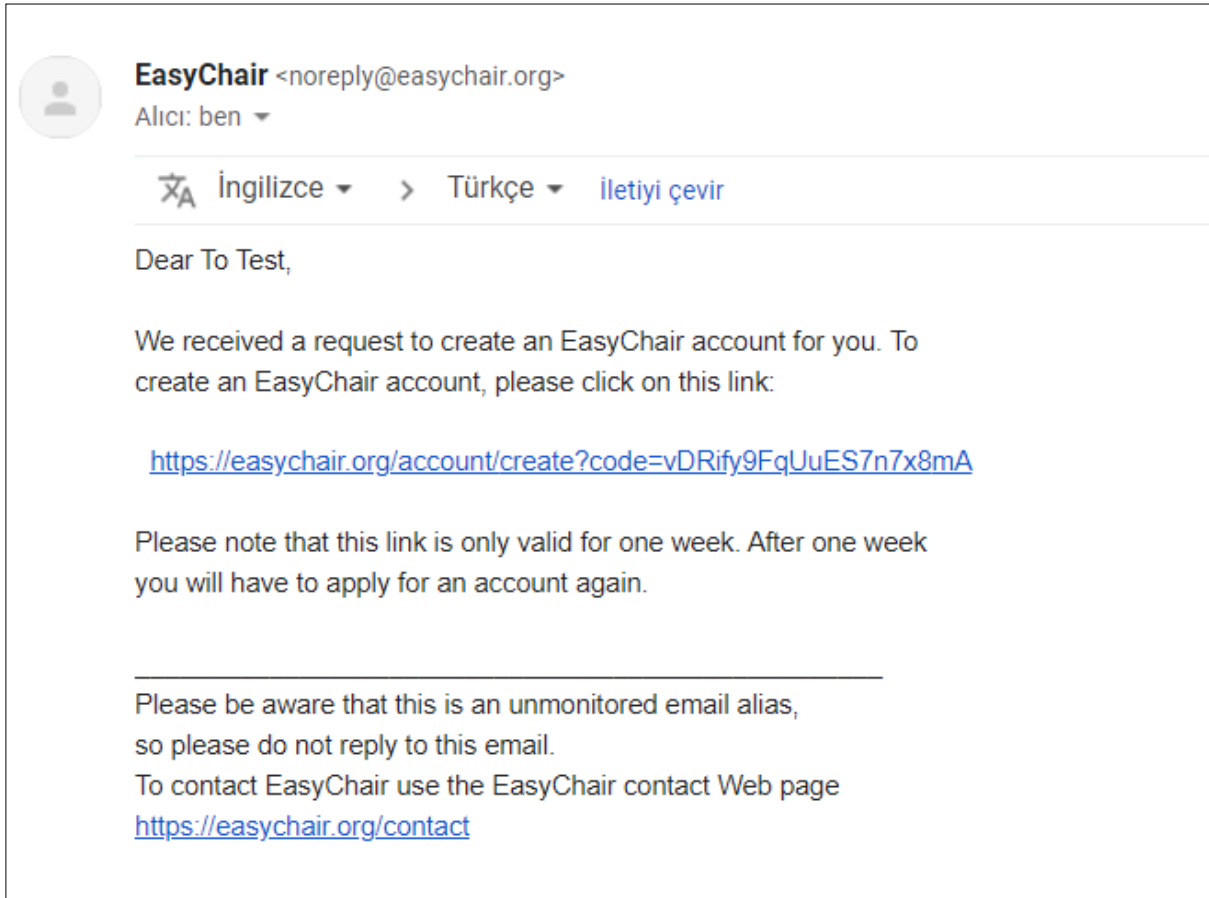 EasyChair <noreply@easychair.org>
Alıcı: ben
İngilizce > Türkçe İletiyi çevir
Dear To Test,
We received a request to create an EasyChair account for you. To
create an EasyChair account, please click on this link:
https://easychair.org/account/create?code=vDRify9FqUuES7n7x8mA
Please note that this link is only valid for one week. After one week
you will have to apply for an account again.
Please be aware that this is an unmonitored email alias,
so please do not reply to this email.
To contact EasyChair use the EasyChair contact Web page
https://easychair.org/contact